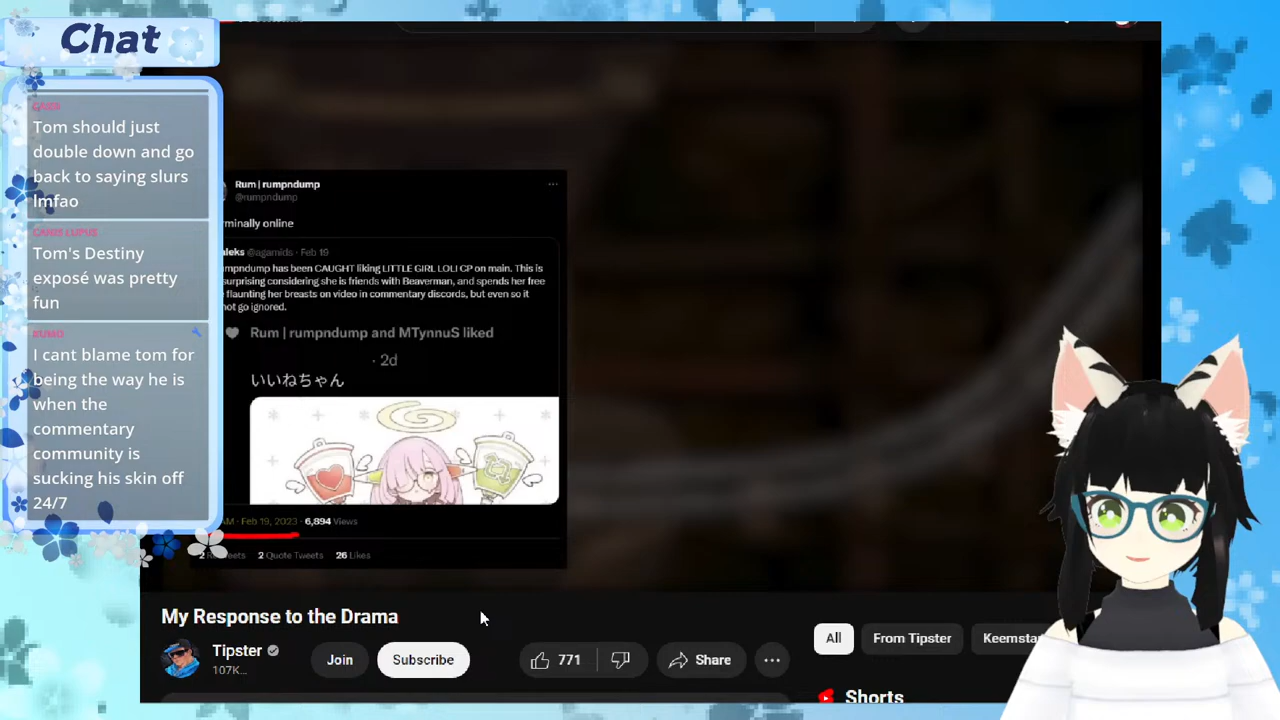 Chat
Tom should just
double down and go
back to saying slurs
lmfao
CANIS LUPUS
Tom's Destiny
exposé was pretty
fun
RUMO
I cant blame tom for
being the way he is
when the
commentary
community is
sucking his skin off
24/7
Rum | rumpndump
@rumpndump
minally online
aleks @agamids · Feb 19
mpndump has been CAUGHT liking LITTLE GIRL LOLI CP on main. This is
surprising considering she is friends with Beaverman, and spends her free
flaunting her breasts on video in commentary discords, but even so it
not go ignored.
Rum | rumpndump and MTynnuS liked
· 2d
いいねちゃん
AM · Feb 19, 2023 · 6,894 Views
2 Retweets 2 Quote Tweets 26 Likes
My Response to the Drama
Tipster
107K...
Join
Subscribe
771
Share
All
From Tipster
Keemsta
Shorts